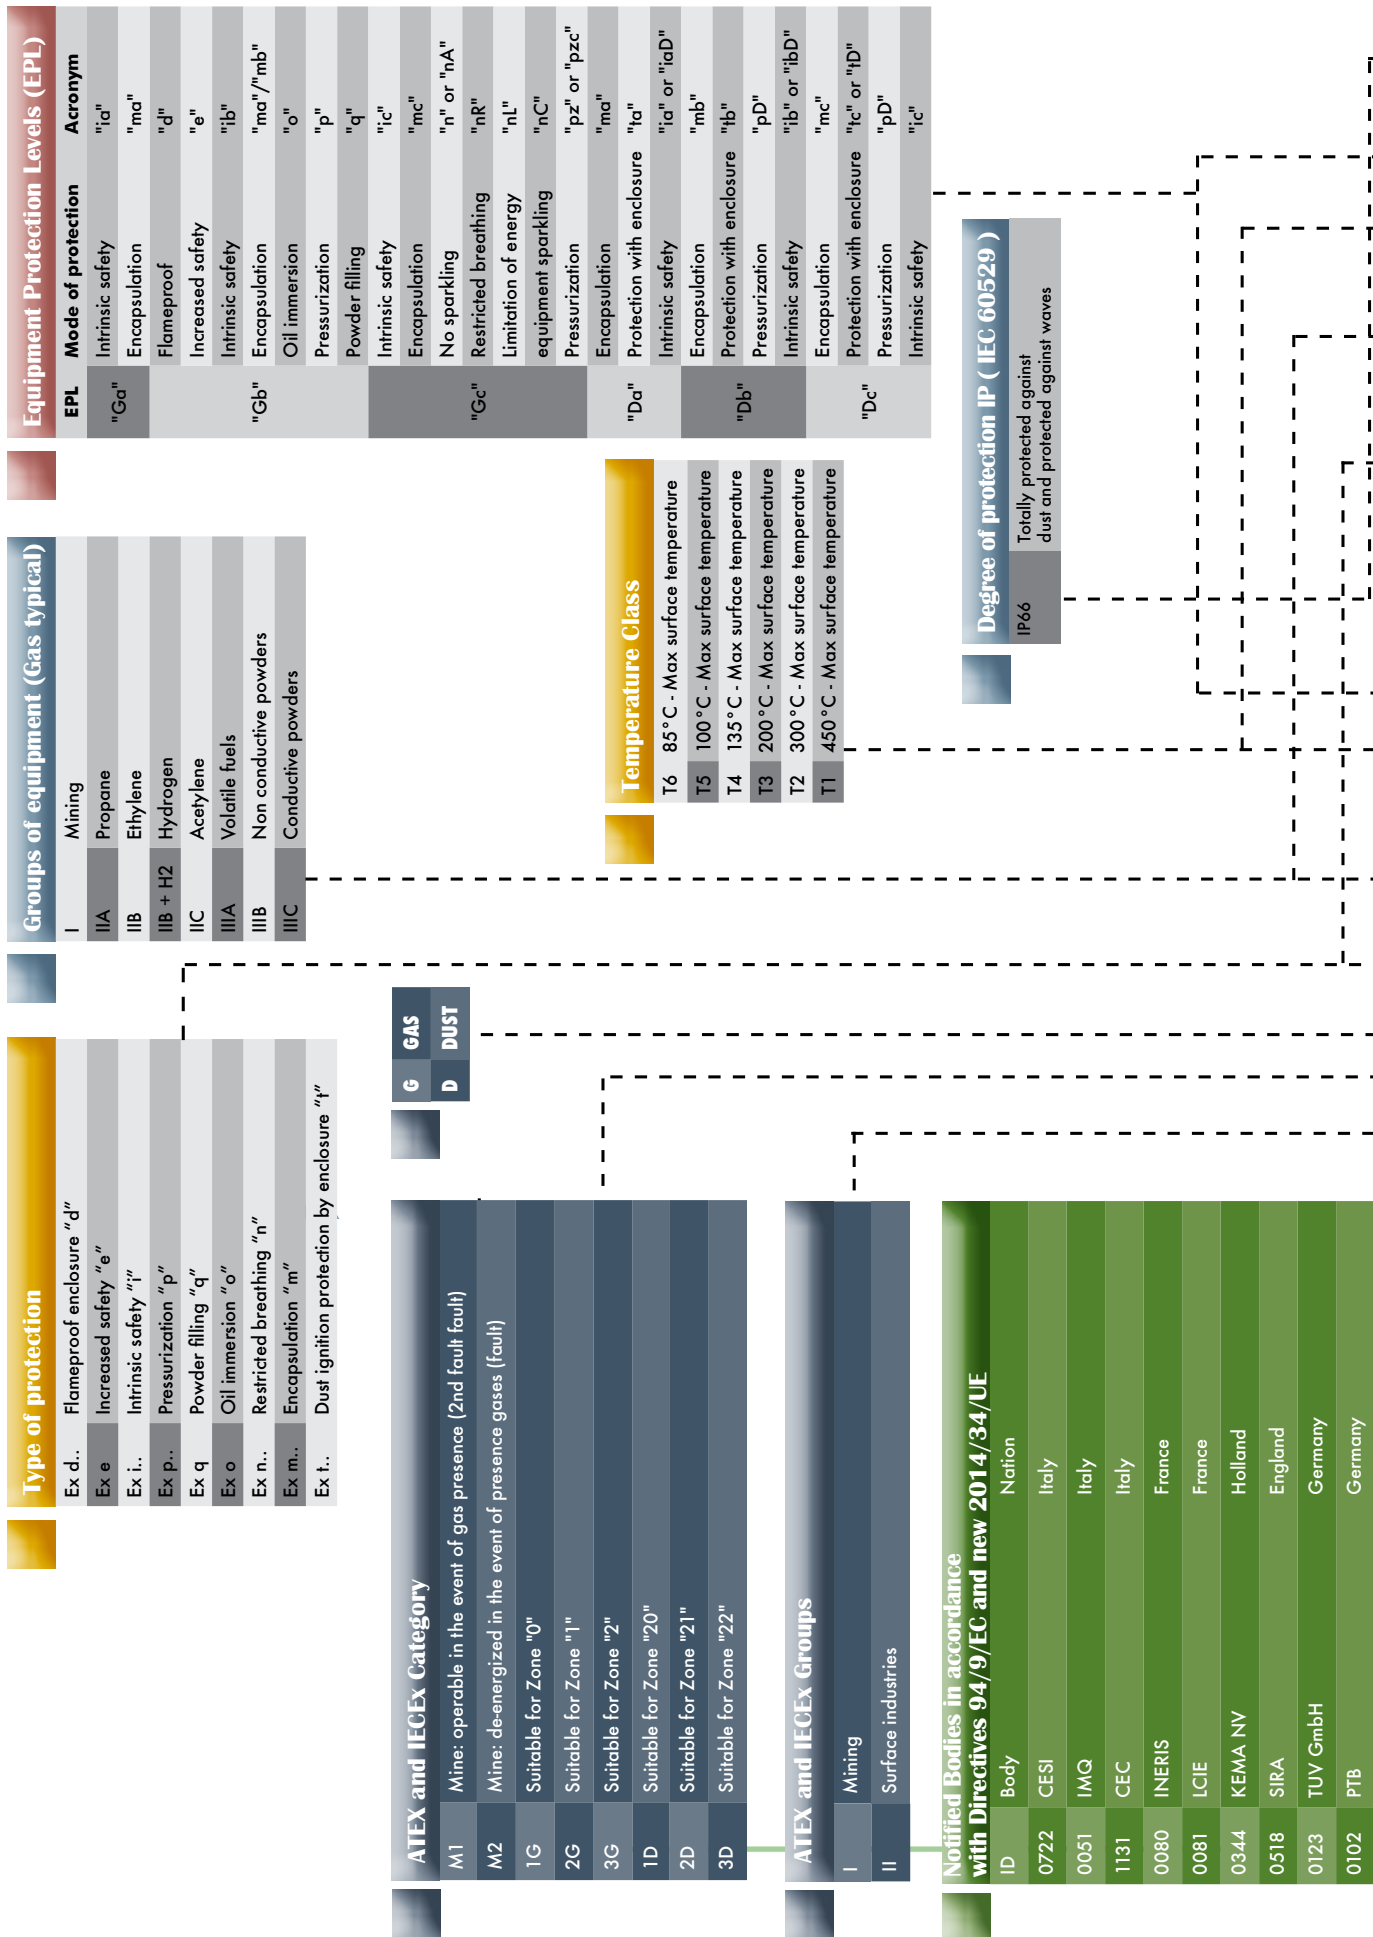 Type of protection
Ex d.. Flameproof enclosure “d”
Ex e Increased safety “e”
Ex i.. Intrinsic safety “i”
Ex p.. Pressurization “p”
Ex q Powder filling “q”
Ex o Oil immersion “o”
Ex n.. Restricted breathing “n”
Ex m.. Encapsulation “m”
Ex t.. Dust ignition protection by enclosure “t”
Groups of equipment (Gas typical)
I Mining
IIA Propane
IIB Ethylene
IIB + H2 Hydrogen
IIC Acetylene
IIIA Volatile fuels
IIIB Non conductive powders
IIIC Conductive powders
Equipment Protection Levels (EPL)
EPL Mode of protection Acronym
"Ga" Intrinsic safety "ia"
Encapsulation "ma"
"Gb" Flameproof "d"
Increased safety "e"
Intrinsic safety "ib"
Encapsulation "ma"/"mb"
Oil immersion "o"
Pressurization "p"
Powder filling "q"
"Gc" Intrinsic safety "ic"
Encapsulation "mc"
No sparkling "n" or "nA"
Restricted breathing "nR"
Limitation of energy "nL"
equipment sparkling "nC"
Pressurization "pz" or "pzc"
"Da" Encapsulation "ma"
Protection with enclosure "ta"
Intrinsic safety "ia" or "iaD"
"Db" Encapsulation "mb"
Protection with enclosure "tb"
Pressurization "pD"
Intrinsic safety "ib" or "ibD"
"Dc" Encapsulation "mc"
Protection with enclosure "tc" or "tD"
Pressurization "pD"
Intrinsic safety "ic"
ATEX and IECEx Category
M1 Mine: operable in the event of gas presence (2nd fault fault)
M2 Mine: de-energized in the event of presence gases (fault)
1G Suitable for Zone "0"
2G Suitable for Zone "1"
3G Suitable for Zone "2"
1D Suitable for Zone "20"
2D Suitable for Zone "21"
3D Suitable for Zone "22"
G GAS
D DUST
Temperature Class
T6 85°C - Max surface temperature
T5 100°C - Max surface temperature
T4 135°C - Max surface temperature
T3 200°C - Max surface temperature
T2 300°C - Max surface temperature
T1 450°C - Max surface temperature
ATEX and IECEx Groups
I Mining
II Surface industries
Degree of protection IP ( IEC 60529 )
IP66 Totally protected against
dust and protected against waves
Notified Bodies in accordance
with Directives 94/9/EC and new 2014/34/UE
ID Body Nation
0722 CESI Italy
0051 IMQ Italy
1131 CEC Italy
0080 INERIS France
0081 LCIE France
0344 KEMA NV Holland
0518 SIRA England
0123 TUV GmbH Germany
0102 PTB Germany